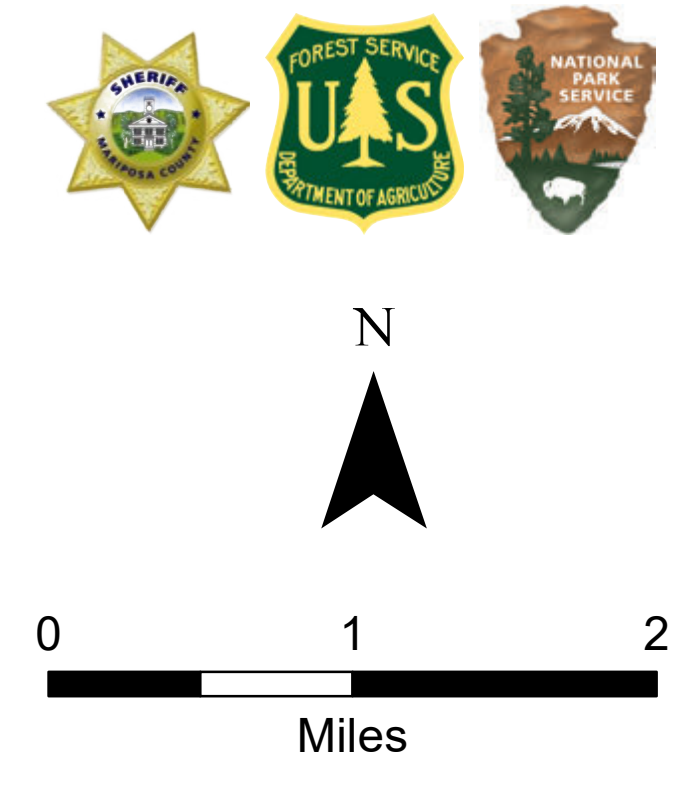 SHERIFF
MARIPOSA COUNTY
FOREST SERVICE
U S
DEPARTMENT OF AGRICULTURE
NATIONAL
PARK
SERVICE
N
0 1 2
Miles